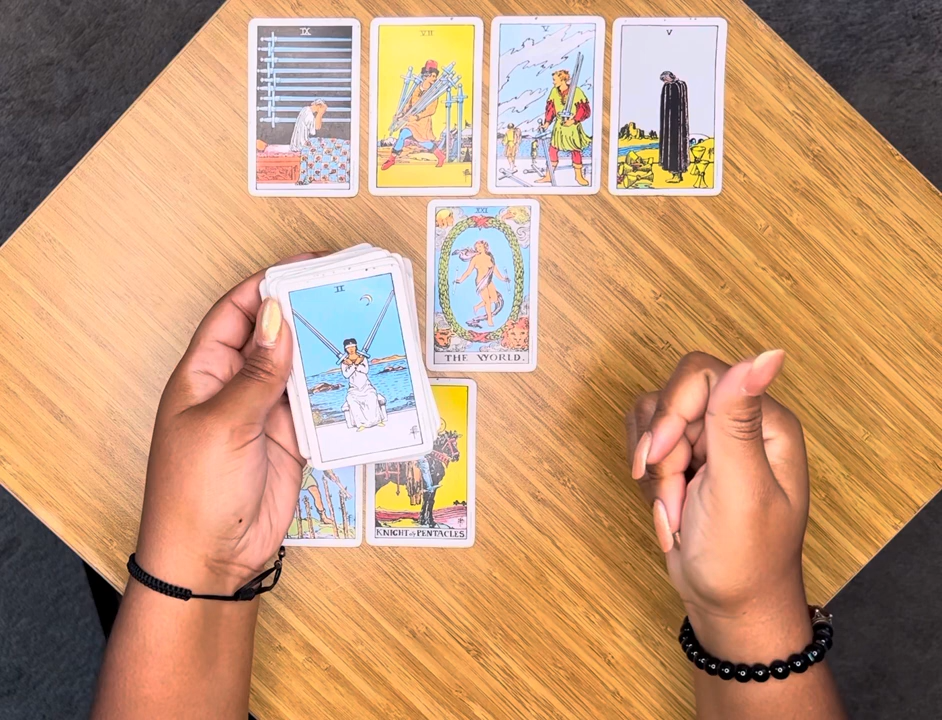 IX
VII
V
V
XXI
THE WORLD.
II
KNIGHT of PENTACLES